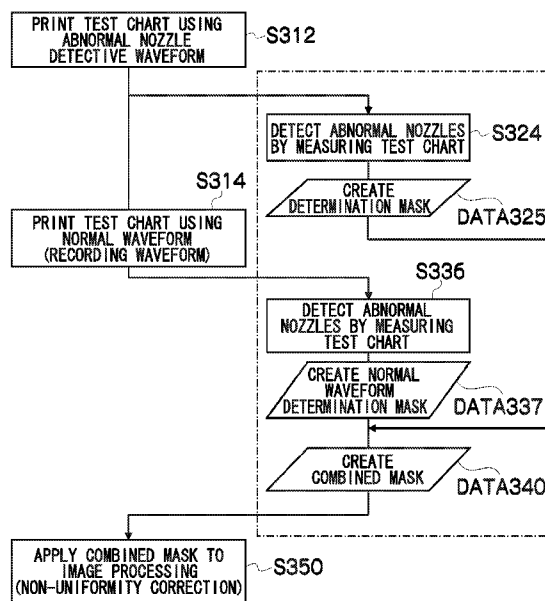 PRINT TEST CHART USING
ABNORMAL NOZZLE
DETECTIVE WAVEFORM
S312
DETECT ABNORMAL NOZZLES
BY MEASURING TEST CHART
S324
CREATE
DETERMINATION MASK
DATA325
S314
PRINT TEST CHART USING
NORMAL WAVEFORM
(RECORDING WAVEFORM)
S336
DETECT ABNORMAL
NOZZLES BY MEASURING
TEST CHART
CREATE NORMAL
WAVEFORM
DETERMINATION MASK
DATA337
CREATE
COMBINED MASK
DATA340
APPLY COMBINED MASK TO
IMAGE PROCESSING
(NON-UNIFORMITY CORRECTION)
S350